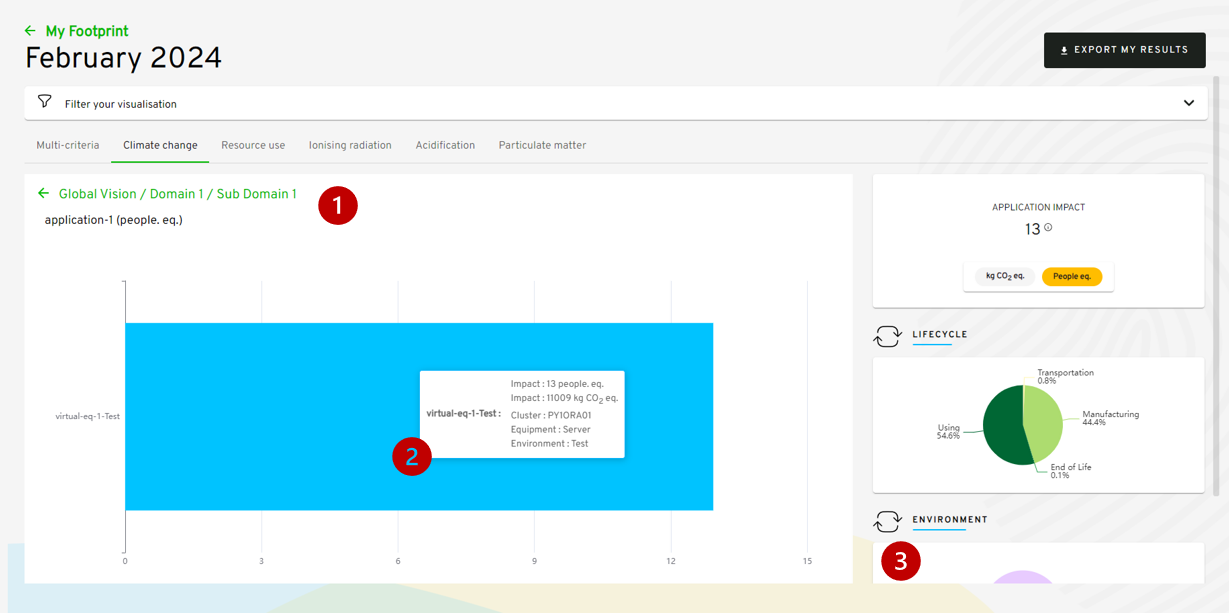 My Footprint
February 2024
EXPORT MY RESULTS
Filter your visualisation
Multi-criteria Climate change Resource use Ionising radiation Acidification Particulate matter
Global Vision / Domain 1 / Sub Domain 1
1
application-1 (people. eq.)
virtual-eq-1-Test
virtual-eq-1-Test :
Impact : 13 people. eq.
Impact : 11009 kg CO2 eq.
Cluster : PY1ORA01
Equipment : Server
Environment : Test
2
0 3 6 9 12 15
APPLICATION IMPACT
13
kg CO2 eq. People eq.
LIFECYCLE
Transportation
0.8%
Manufacturing
44.4%
Using
54.6%
End of Life
0.1%
ENVIRONMENT
3